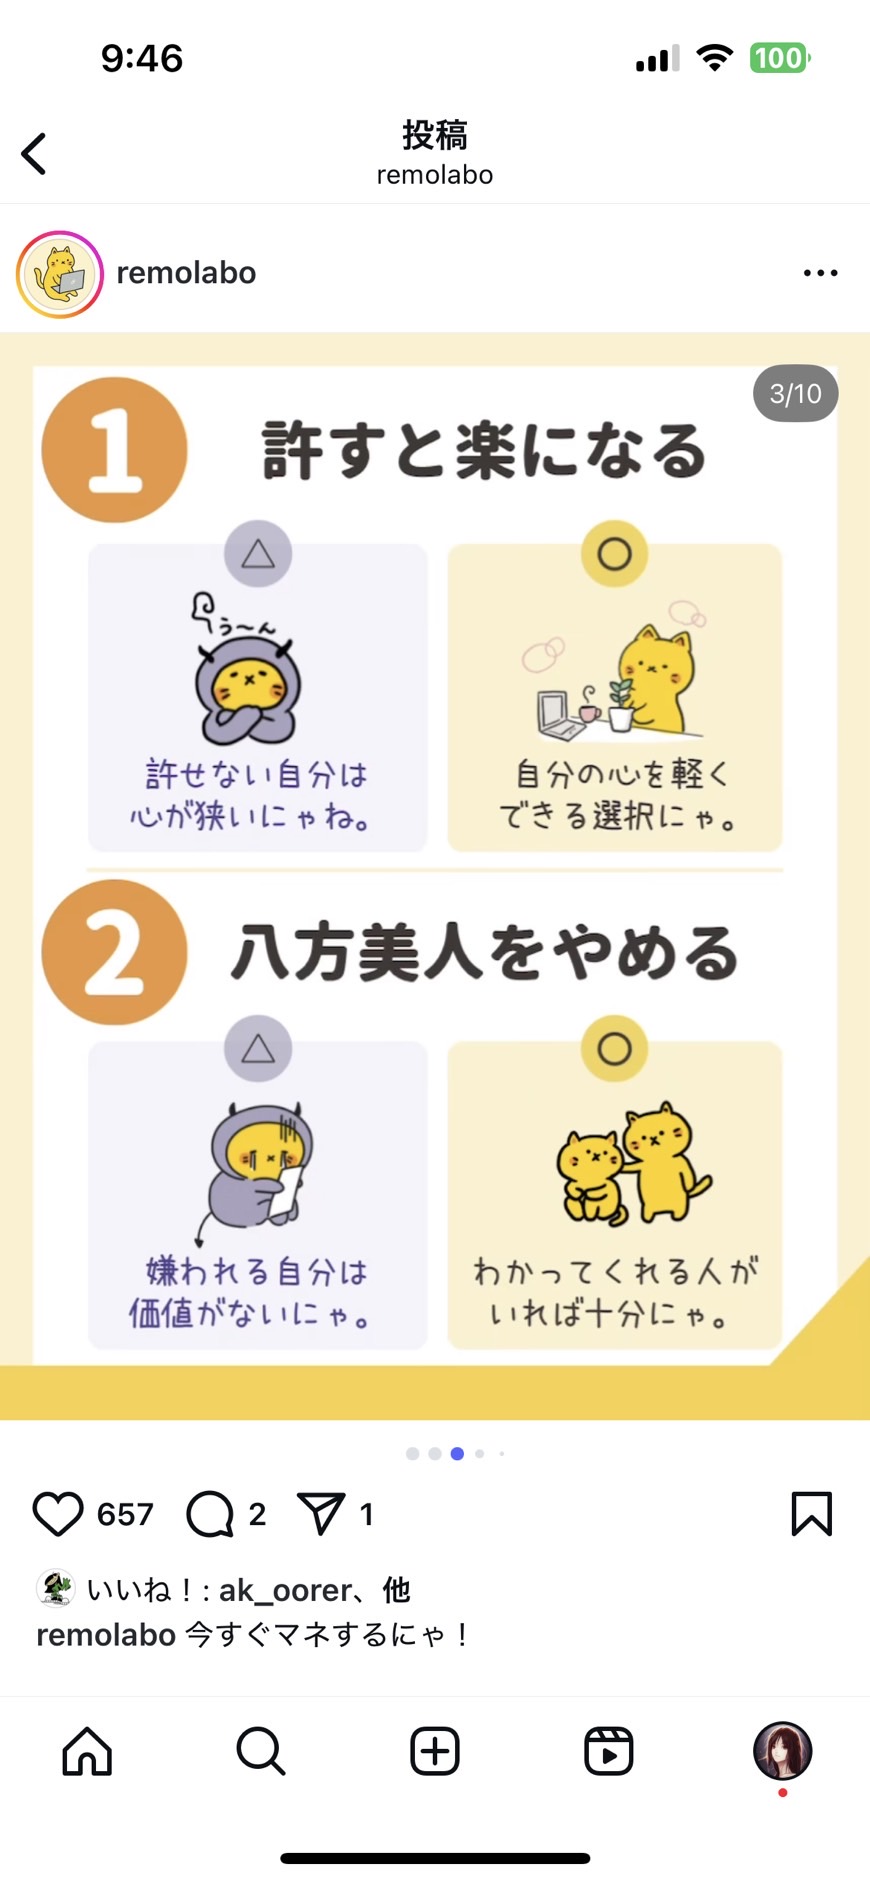 9:46
100
投稿
remolabo
remolabo
3/10
1
許すと楽になる
△
○
う〜ん
許せない自分は
心が狭いにゃね。
自分の心を軽く
できる選択にゃ。
2
八方美人をやめる
△
○
嫌われる自分は
価値がないにゃ。
わかってくれる人が
いれば十分にゃ。
657 2 1
いいね！: ak_oorer、他
remolabo 今すぐマネするにゃ！